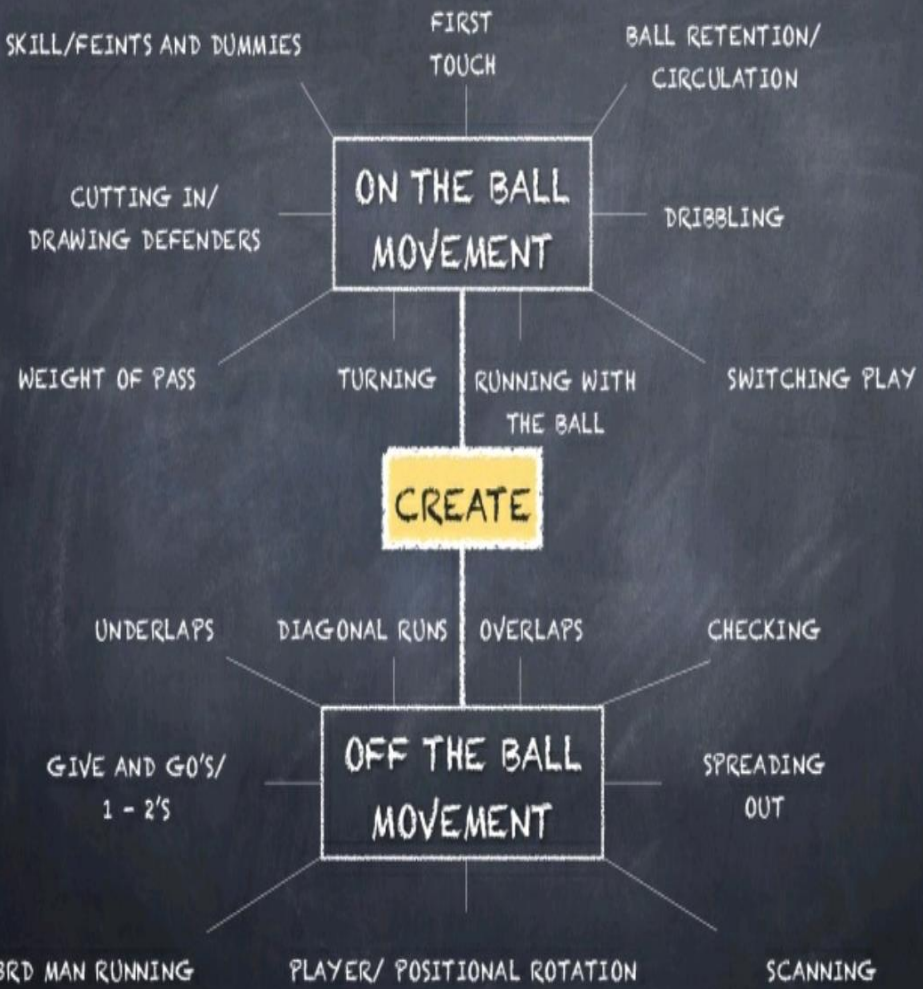 FIRST
TOUCH
SKILL/FEINTS AND DUMMIES
BALL RETENTION/
CIRCULATION
ON THE BALL
MOVEMENT
CUTTING IN/
DRAWING DEFENDERS
DRIBBLING
WEIGHT OF PASS
TURNING
RUNNING WITH
THE BALL
SWITCHING PLAY
CREATE
UNDERLAPS
DIAGONAL RUNS
OVERLAPS
CHECKING
OFF THE BALL
MOVEMENT
GIVE AND GO'S/
1 - 2'S
SPREADING
OUT
3RD MAN RUNNING
PLAYER/ POSITIONAL ROTATION
SCANNING